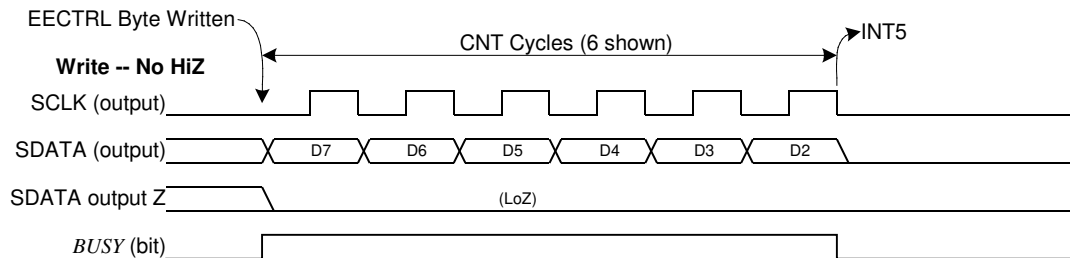 EECTRL Byte Written
INT5
CNT Cycles (6 shown)
Write -- No HiZ
SCLK (output)
SDATA (output) D7 D6 D5 D4 D3 D2
SDATA output Z (LoZ)
BUSY (bit)